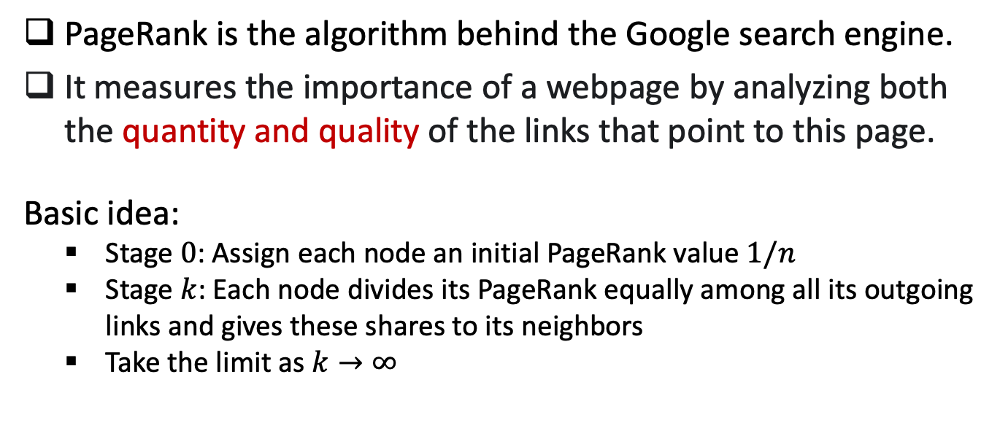 ❑ PageRank is the algorithm behind the Google search engine.
❑ It measures the importance of a webpage by analyzing both
the quantity and quality of the links that point to this page.
Basic idea:
▪ Stage 0: Assign each node an initial PageRank value 1/n
▪ Stage k: Each node divides its PageRank equally among all its outgoing
links and gives these shares to its neighbors
▪ Take the limit as k → ∞